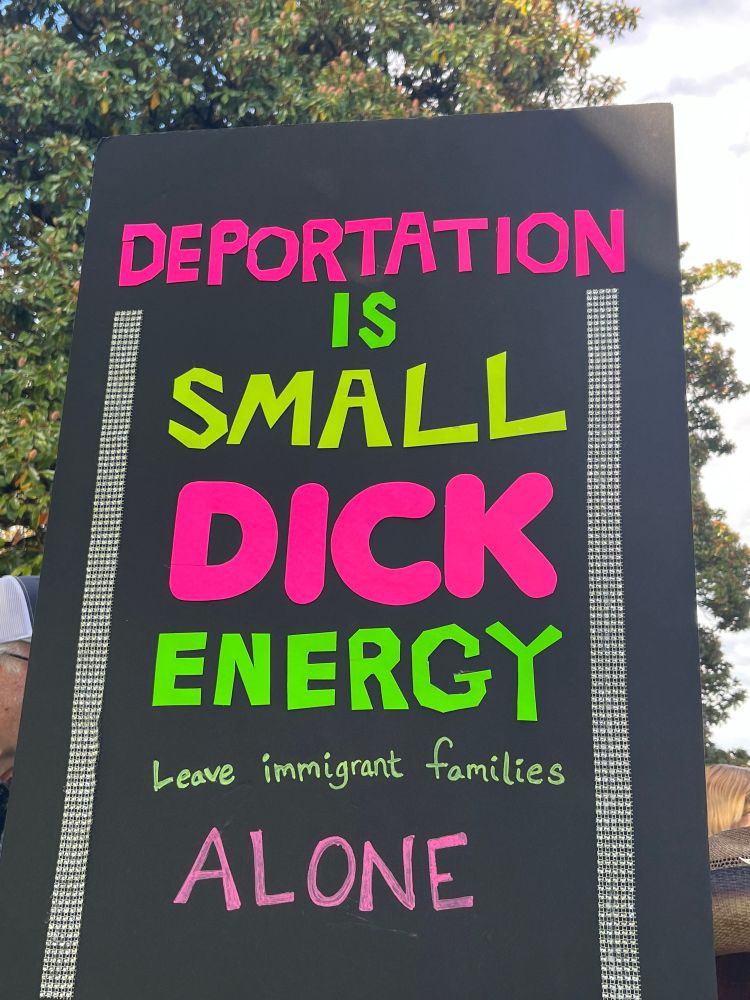 DEPORTATION
IS
SMALL
DICK
ENERGY
Leave immigrant families
ALONE